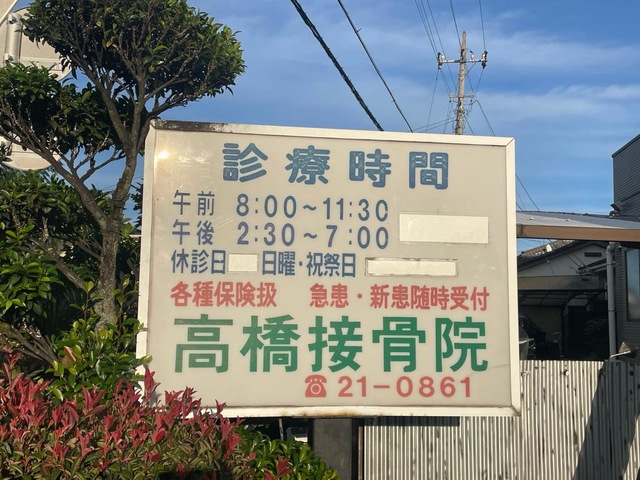 診療時間
午前 8:00～11:30
午後 2:30～7:00
休診日 日曜・祝祭日
各種保険扱 急患・新患随時受付
高橋接骨院
☎21-0861